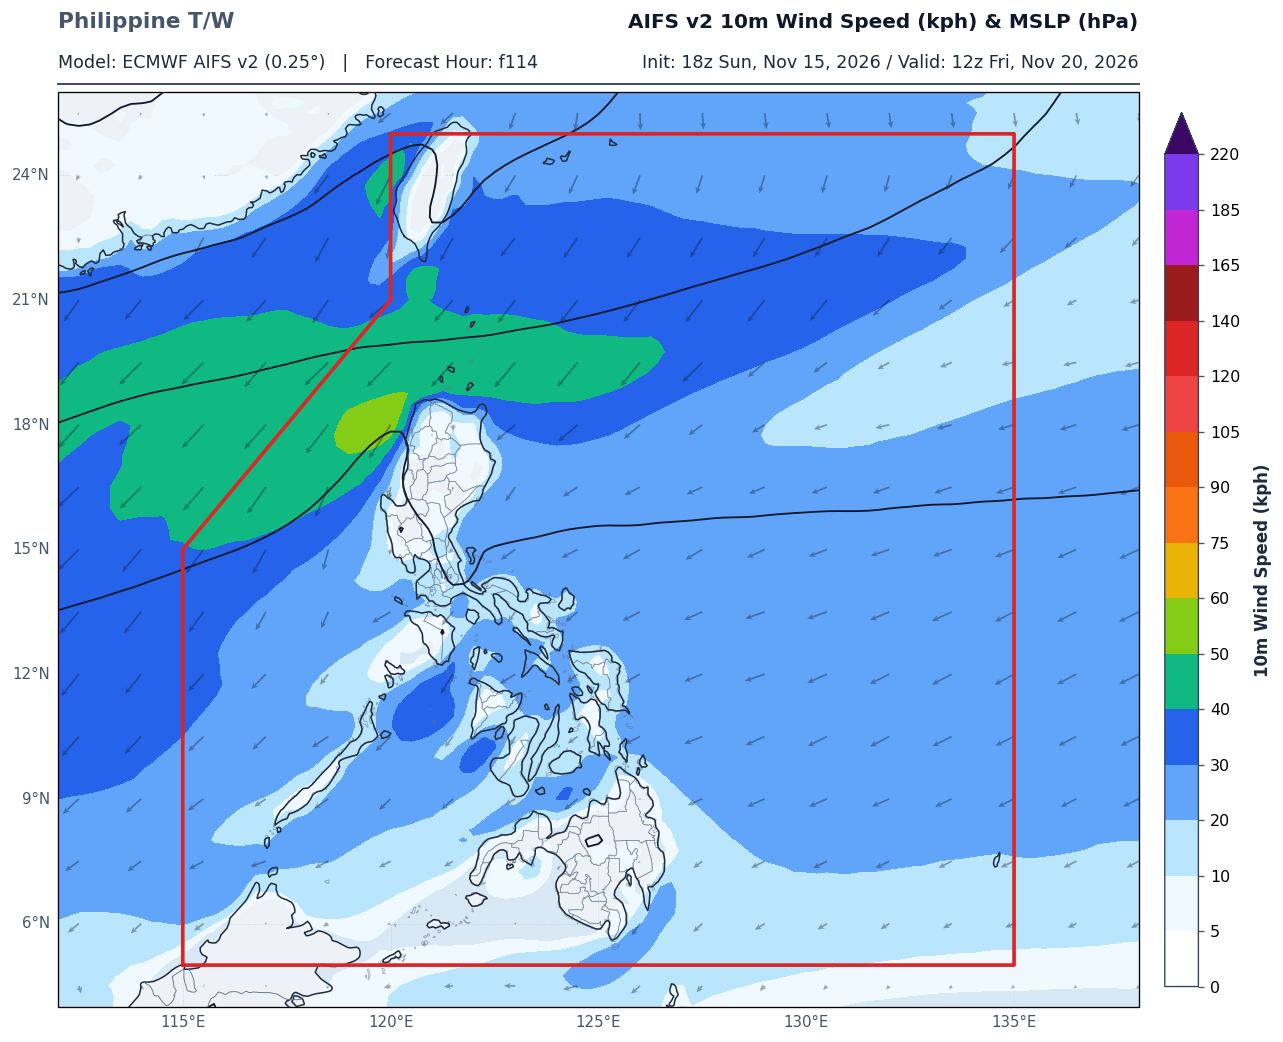 Philippine T/W
AIFS v2 10m Wind Speed (kph) & MSLP (hPa)
Model: ECMWF AIFS v2 (0.25°) | Forecast Hour: f114
Init: 18z Sun, Nov 15, 2026 / Valid: 12z Fri, Nov 20, 2026
24°N
21°N
18°N
15°N
12°N
9°N
6°N
115°E
120°E
125°E
130°E
135°E
220
185
165
140
120
105
90
75
60
50
40
30
20
10
5
0
10m Wind Speed (kph)